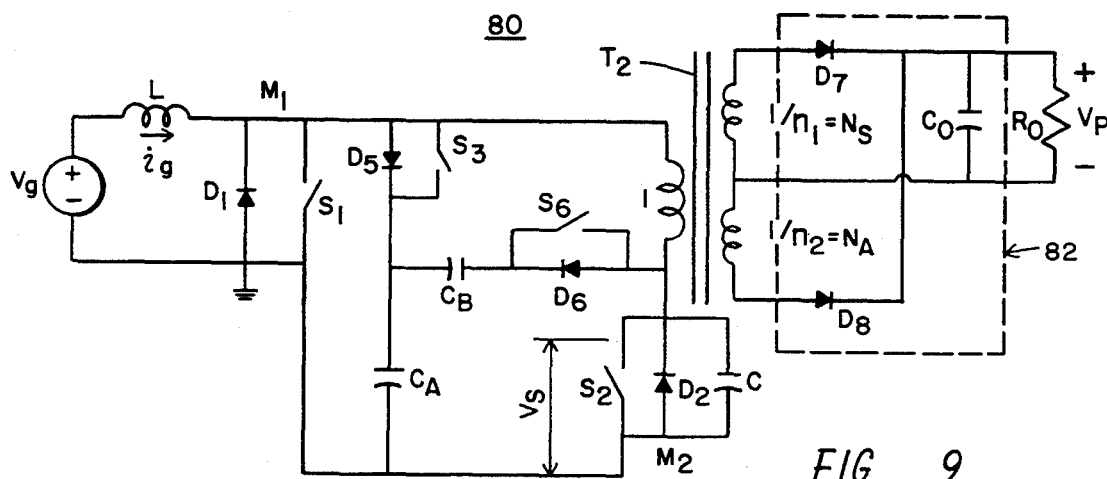 80
T2
L
M1
D7
+
ig
D5
S3
1/n1 = NS
CO
RO
VP
Vg
+
-
D1
S1
S6
1
-
1/n2 = NA
82
CB
D6
D8
CA
VS
S2
D2
C
M2
FIG 9